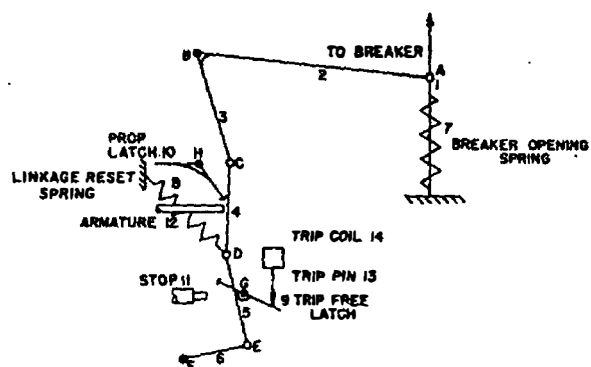 TO BREAKER
A
1
2
B
3
7
BREAKER OPENING
SPRING
PROP
LATCH 10
H
C
LINKAGE RESET
SPRING
8
4
ARMATURE 12
D
TRIP COIL 14
TRIP PIN 13
STOP 11
G
9 TRIP FREE
LATCH
5
E
F
6